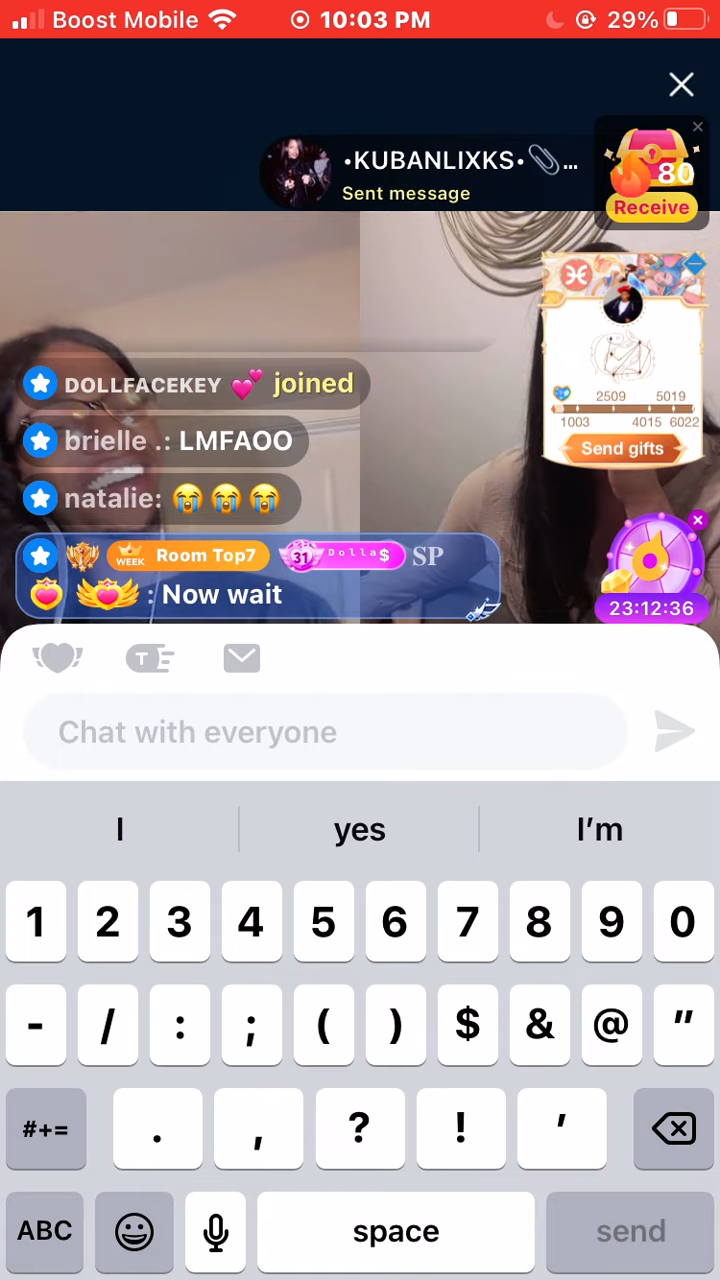 Boost Mobile 10:03 PM 29%
•KUBANLIXKS• ...
Sent message
80
Receive
2509 5019
1003 4015 6022
Send gifts
DOLLFACEKEY 💕 joined
brielle .: LMFAOO
natalie: 😭😭😭
WEEK Room Top7 31 Dolla$ SP
: Now wait
23:12:36
T
Chat with everyone
I yes I’m
1 2 3 4 5 6 7 8 9 0
- / : ; ( ) $ & @ "
#+= . , ? ! ’
ABC space send